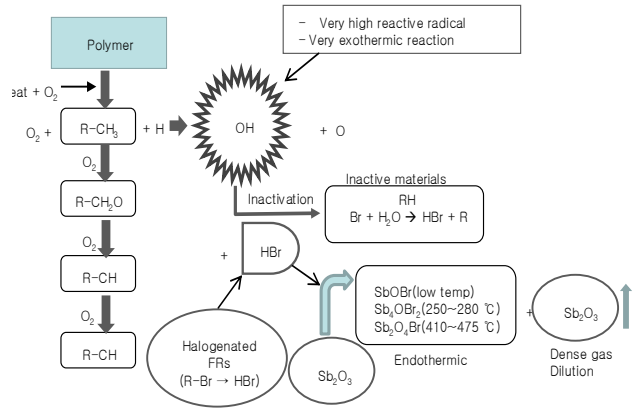 - Very high reactive radical
- Very exothermic reaction
Polymer
eat + O₂
O₂ +
R-CH₃
+ H
OH
+ O
O₂
R-CH₂O
Inactivation
Inactive materials
RH
Br + H₂O → HBr + R
O₂
+
HBr
R-CH
SbOBr(low temp)
Sb₄OBr₂(250~280 ℃)
Sb₂O₄Br(410~475 ℃)
+
Sb₂O₃
O₂
R-CH
Halogenated
FRs
(R-Br → HBr)
Sb₂O₃
Endothermic
Dense gas
Dilution